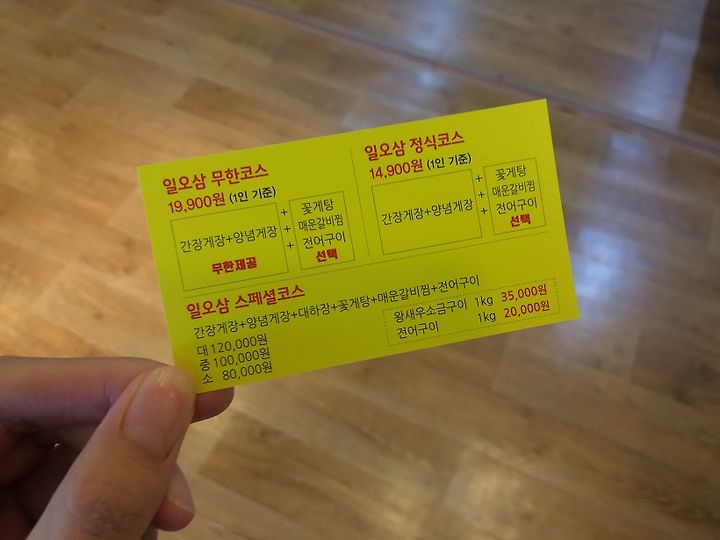 일오삼 무한코스
19,900원 (1인 기준)
간장게장+양념게장
무한제공
+ 꽃게탕
+ 매운갈비찜
+ 전어구이
선택
일오삼 정식코스
14,900원 (1인 기준)
간장게장+양념게장
+ 꽃게탕
+ 매운갈비찜
+ 전어구이
선택
일오삼 스페셜코스
간장게장+양념게장+대하장+꽃게탕+매운갈비찜+전어구이
대 120,000원
중 100,000원
소 80,000원
왕새우소금구이 1kg 35,000원
전어구이 1kg 20,000원